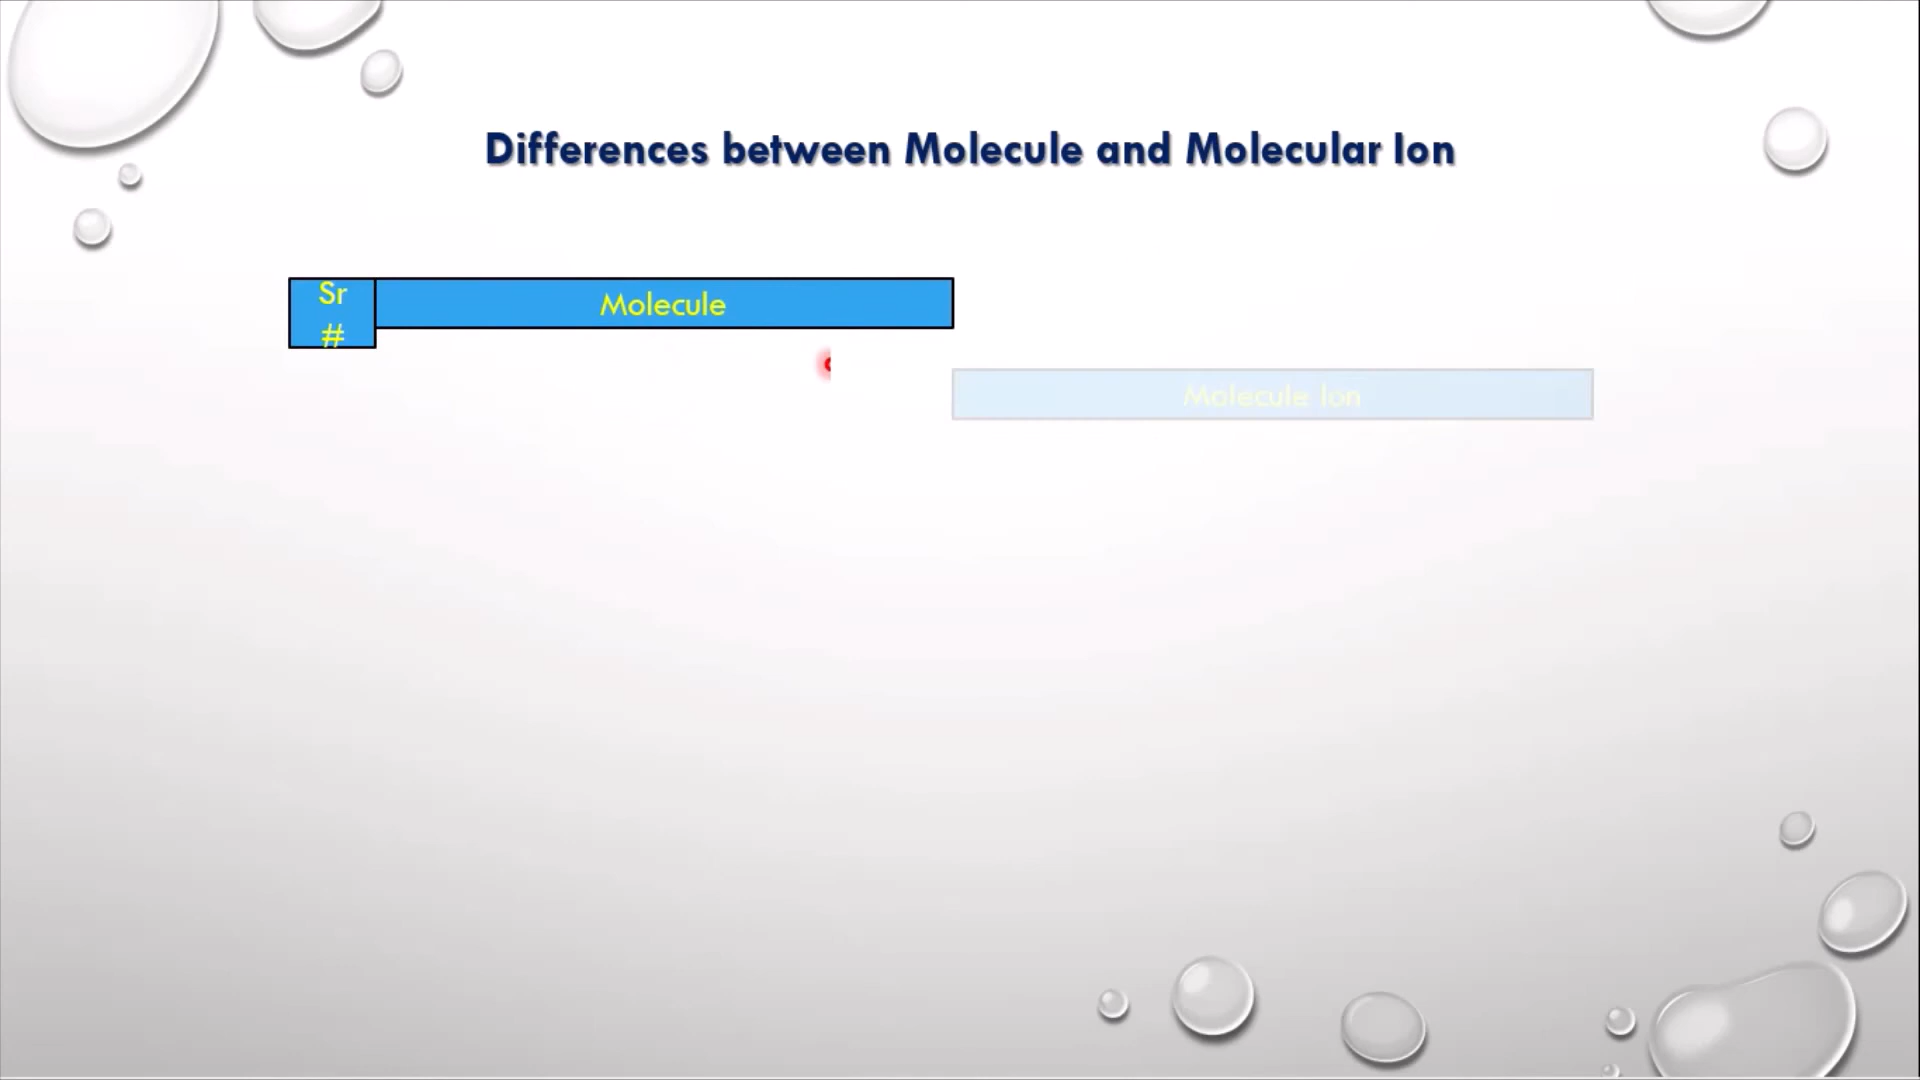 Differences between Molecule and Molecular Ion
Sr
#
Molecule
Molecule Ion